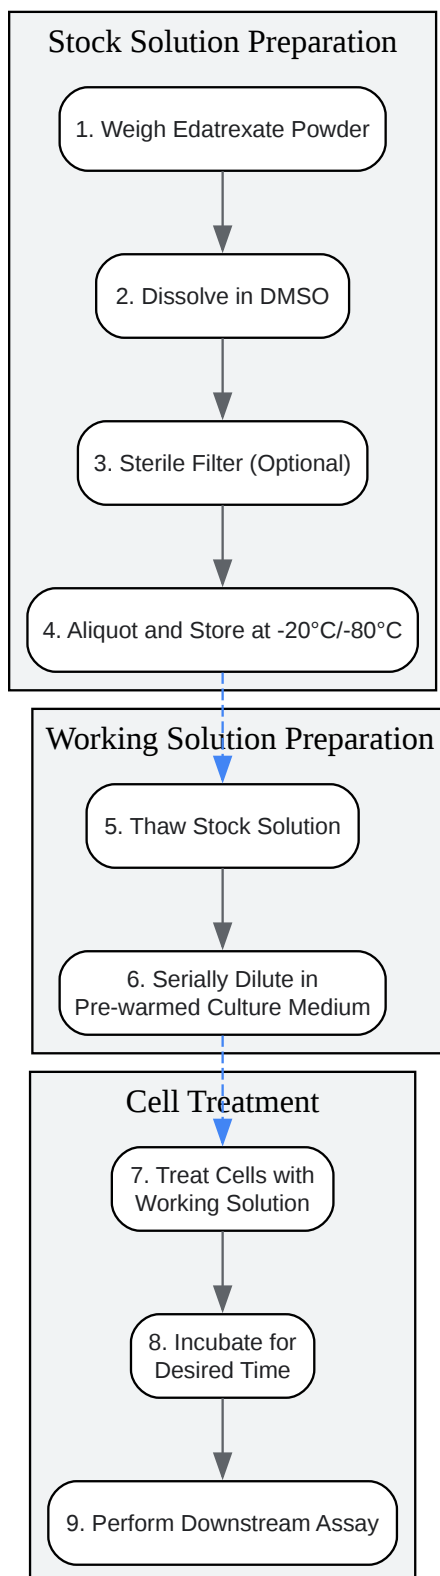 Stock Solution Preparation
1. Weigh Edatrexate Powder
2. Dissolve in DMSO
3. Sterile Filter (Optional)
4. Aliquot and Store at -20°C/-80°C
Working Solution Preparation
5. Thaw Stock Solution
6. Serially Dilute in
Pre-warmed Culture Medium
Cell Treatment
7. Treat Cells with
Working Solution
8. Incubate for
Desired Time
9. Perform Downstream Assay